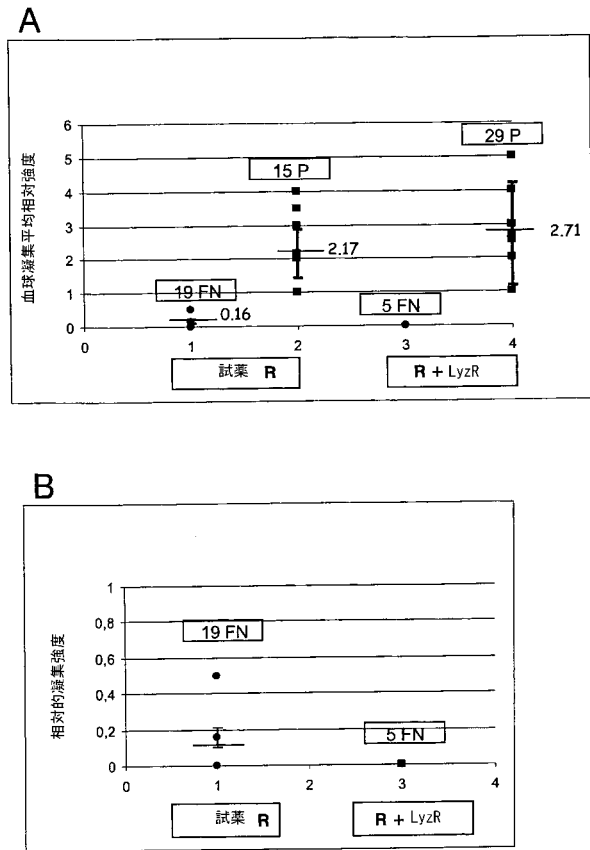 A
血球凝集平均相対強度
6
5
4
3
2
1
0
29 P
15 P
2.71
2.17
19 FN
5 FN
0.16
0 1 2 3 4
試薬 R
R + LyzR
B
相対的凝集強度
1
0,8
0,6
0,4
0,2
0
19 FN
5 FN
0 1 2 3 4
試薬 R
R + LyzR